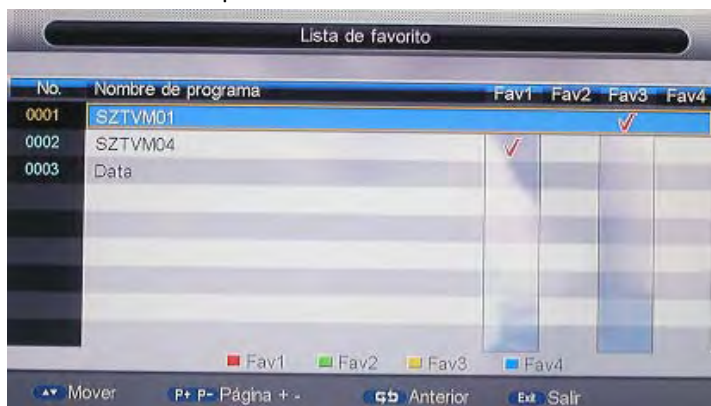 Lista de favorito
No. Nombre de programa Fav1 Fav2 Fav3 Fav4
0001 SZTVM01
0002 SZTVM04
0003 Data
Fav1 Fav2 Fav3 Fav4
Mover P+ P- Página + - Anterior Exit Salir